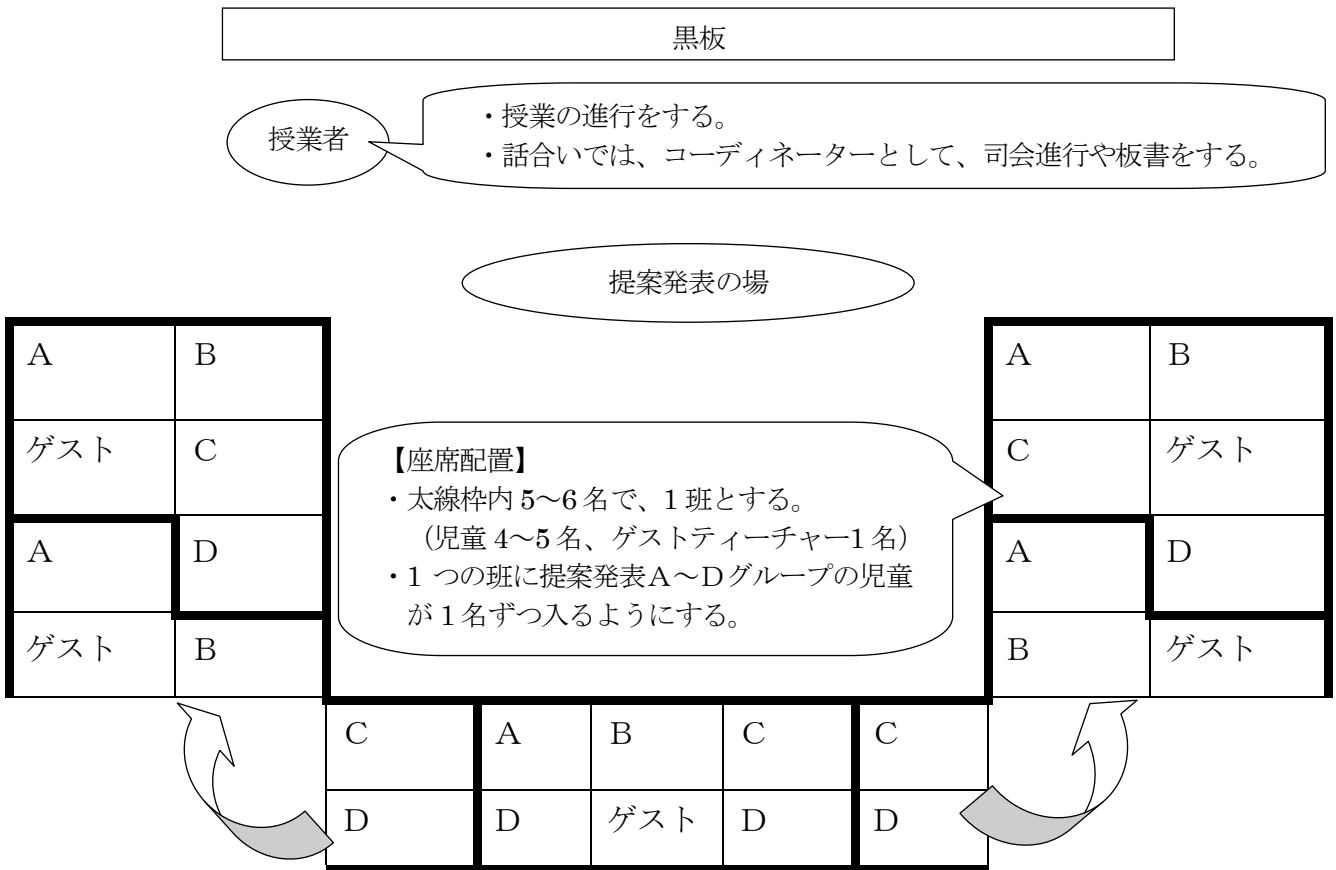 黒板
授業者
・授業の進行をする。
・話合いでは、コーディネーターとして、司会進行や板書をする。
提案発表の場
A B
ゲスト C
A D
ゲスト B
【座席配置】
・太線枠内5～6名で、1班とする。
（児童4～5名、ゲストティーチャー1名）
・1つの班に提案発表A～Dグループの児童
が1名ずつ入るようにする。
A B
C ゲスト
A D
B ゲスト
C A B C C
D D ゲスト D D